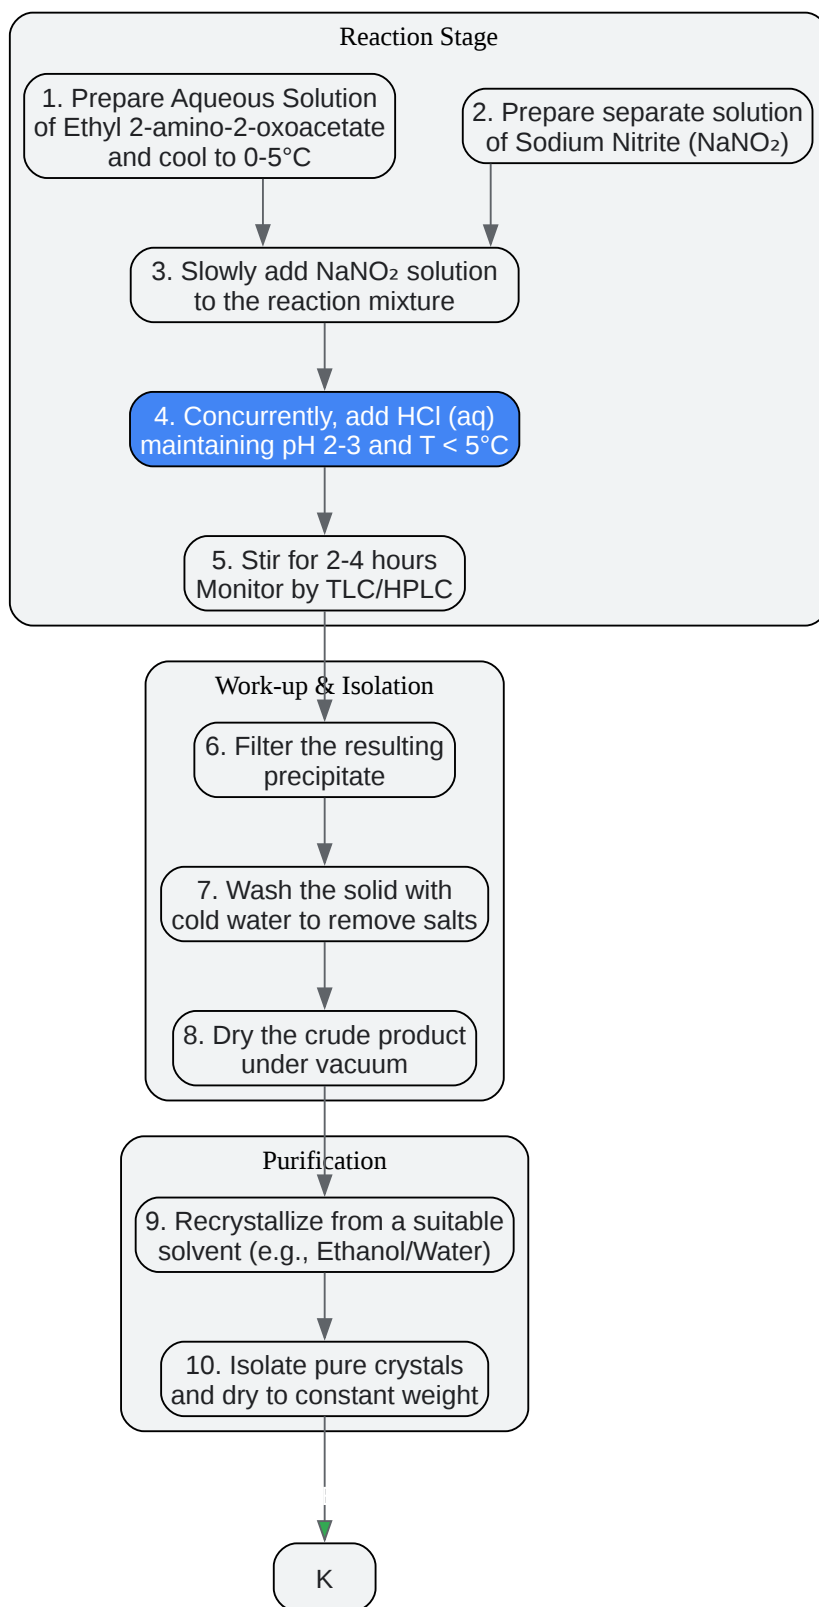 Reaction Stage
1. Prepare Aqueous Solution
of Ethyl 2-amino-2-oxoacetate
and cool to 0-5°C
2. Prepare separate solution
of Sodium Nitrite (NaNO₂)
3. Slowly add NaNO₂ solution
to the reaction mixture
4. Concurrently, add HCl (aq)
maintaining pH 2-3 and T < 5°C
5. Stir for 2-4 hours
Monitor by TLC/HPLC
Work-up & Isolation
6. Filter the resulting
precipitate
7. Wash the solid with
cold water to remove salts
8. Dry the crude product
under vacuum
Purification
9. Recrystallize from a suitable
solvent (e.g., Ethanol/Water)
10. Isolate pure crystals
and dry to constant weight
K